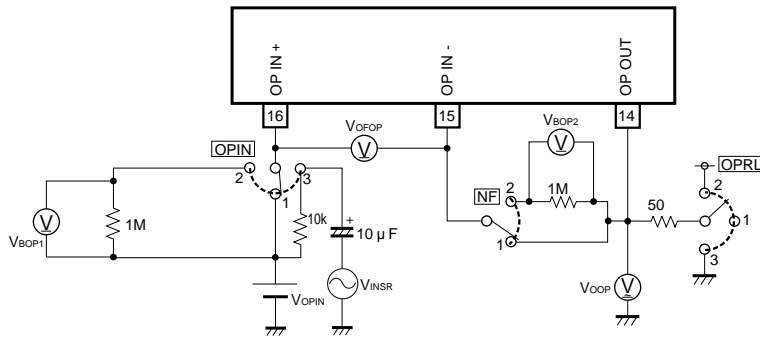 OP IN +
OP IN -
OP OUT
16
15
14
VOFOP
VBOP2
OPIN
OPRL
2
3
1
NF
2
1M
1
50
2
1
3
VBOP1
V
1M
10k
+
10 μ F
VOPIN
VINSR
VOOP
V
V
V